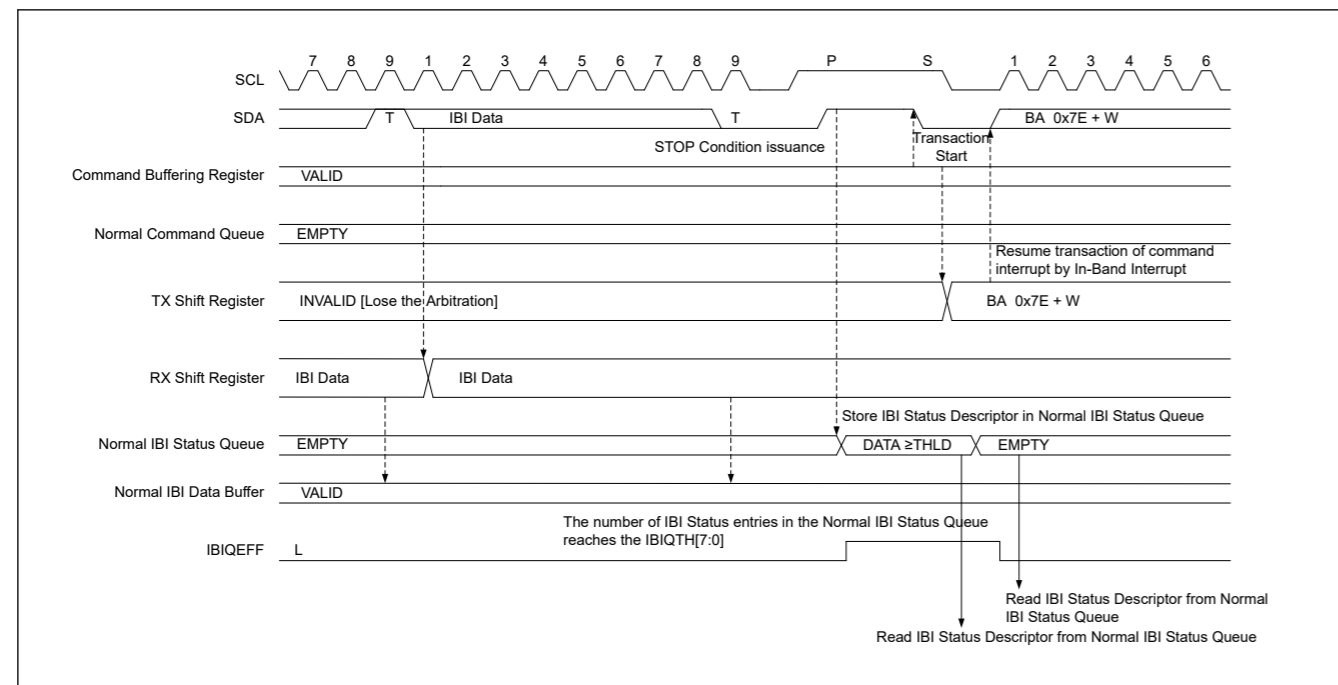 7 8 9 1 2 3 4 5 6 7 8 9 P S 1 2 3 4 5 6
SCL
SDA T IBI Data T BA 0x7E + W
STOP Condition issuance
Transaction
Start
Command Buffering Register VALID
Normal Command Queue EMPTY
Resume transaction of command
interrupt by In-Band Interrupt
TX Shift Register INVALID [Lose the Arbitration] BA 0x7E + W
RX Shift Register IBI Data IBI Data
Store IBI Status Descriptor in Normal IBI Status Queue
Normal IBI Status Queue EMPTY DATA ≥THLD EMPTY
Normal IBI Data Buffer VALID
The number of IBI Status entries in the Normal IBI Status Queue
reaches the IBIQTH[7:0]
IBIQEFF L
Read IBI Status Descriptor from Normal
IBI Status Queue
Read IBI Status Descriptor from Normal IBI Status Queue